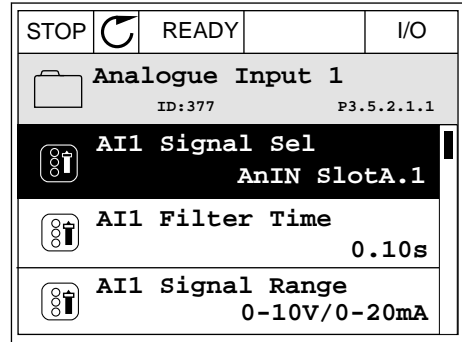 STOP READY I/O
Analogue Input 1
ID:377 P3.5.2.1.1
AI1 Signal Sel
AnIN SlotA.1
AI1 Filter Time
0.10s
AI1 Signal Range
0-10V/0-20mA